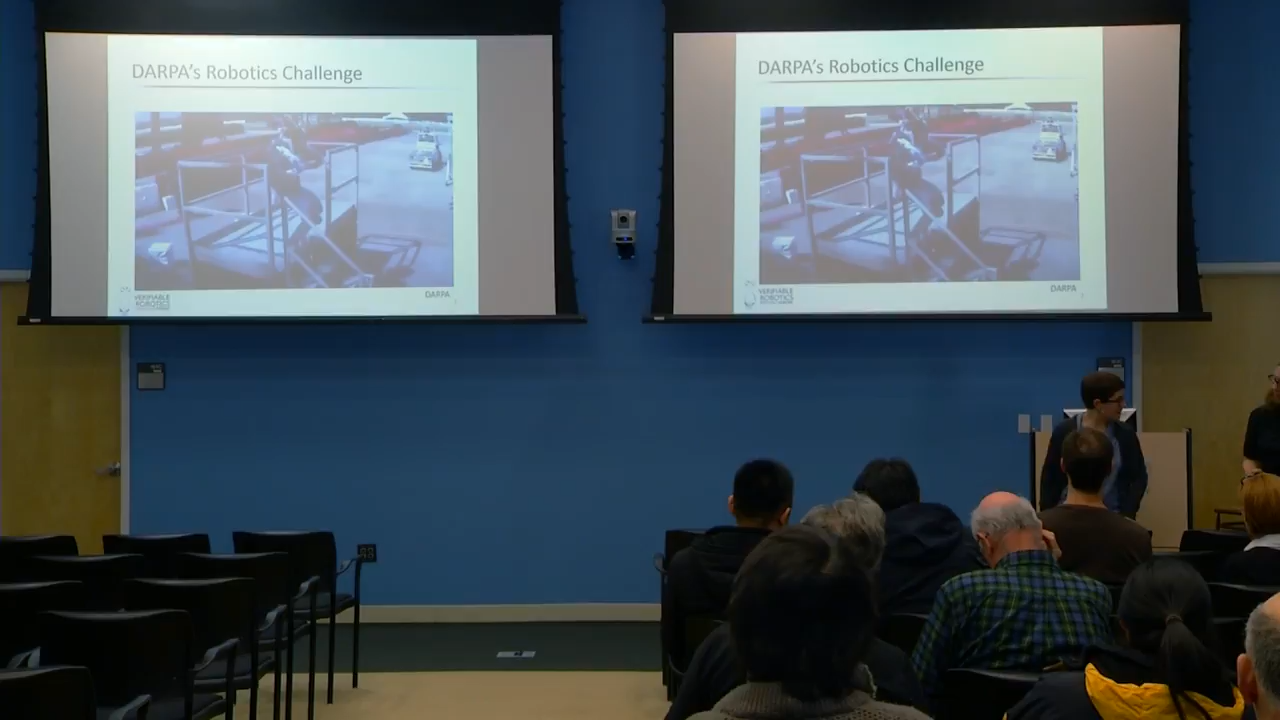 DARPA's Robotics Challenge
VERIFIABLE
ROBOTICS
DARPA
DARPA's Robotics Challenge
VERIFIABLE
ROBOTICS
DARPA